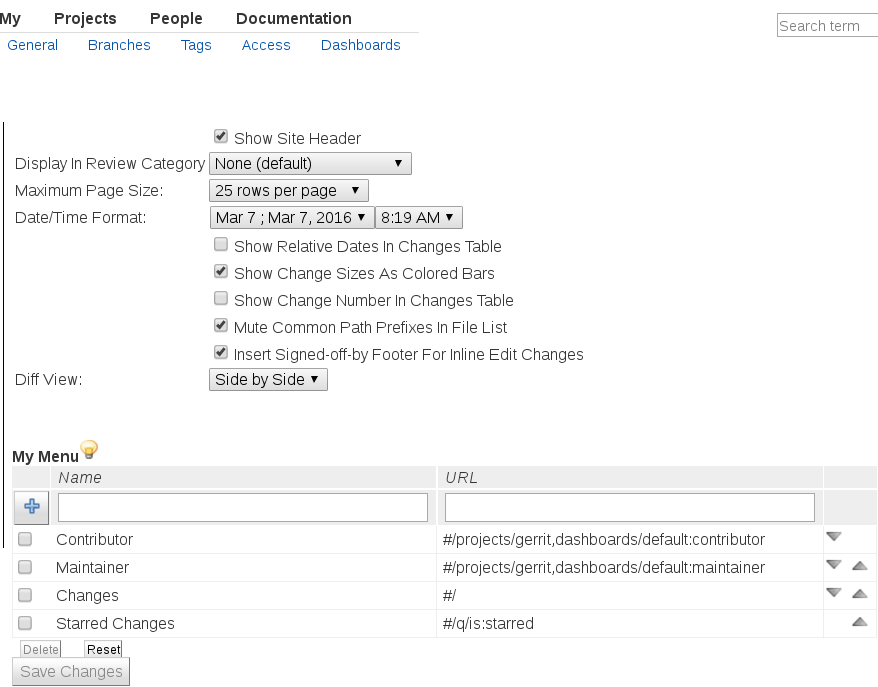 My Projects People Documentation
Search term
General Branches Tags Access Dashboards
Show Site Header
Display In Review Category None (default)
Maximum Page Size: 25 rows per page
Date/Time Format: Mar 7 ; Mar 7, 2016 8:19 AM
Show Relative Dates In Changes Table
Show Change Sizes As Colored Bars
Show Change Number In Changes Table
Mute Common Path Prefixes In File List
Insert Signed-off-by Footer For Inline Edit Changes
Diff View: Side by Side
My Menu
Name URL
Contributor #/projects/gerrit,dashboards/default:contributor
Maintainer #/projects/gerrit,dashboards/default:maintainer
Changes #/
Starred Changes #/q/is:starred
Delete Reset
Save Changes